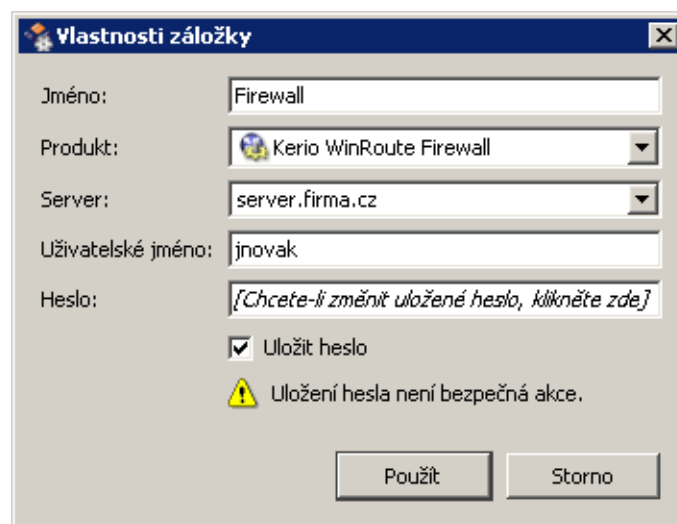 Vlastnosti záložky
Jméno: Firewall
Produkt: Kerio WinRoute Firewall
Server: server.firma.cz
Uživatelské jméno: jnovak
Heslo: [Chcete-li změnit uložené heslo, klikněte zde]
Uložit heslo
Uložení hesla není bezpečná akce.
Použít Storno